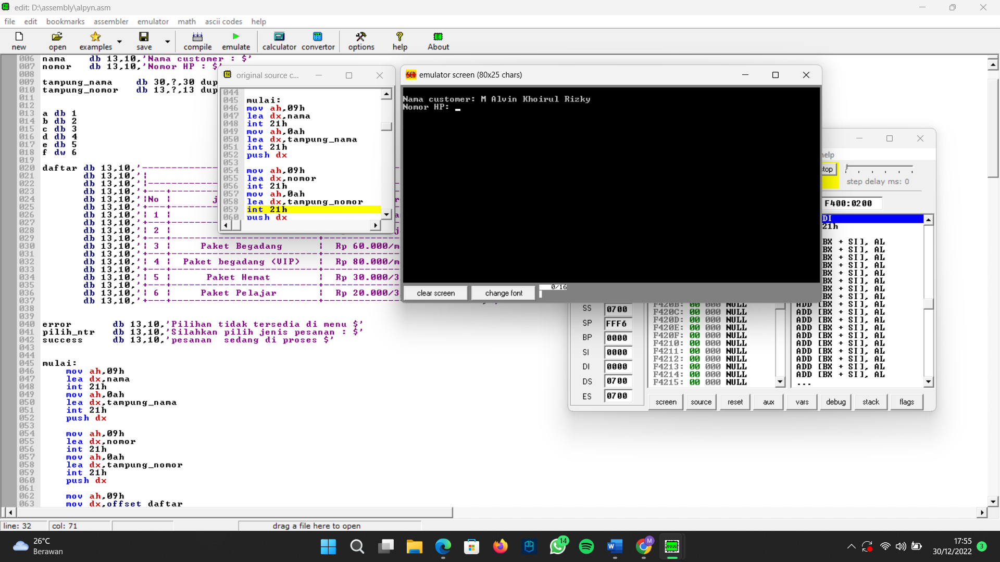 edit: D:\assembly\alpyn.asm
file edit bookmarks assembler emulator math ascii codes help
new open examples save compile emulate calculator convertor options help About
006 nama db 13,10,'Nama customer : $'
007 nomor db 13,10,'Nomor HP : $'
008
009 tampung_nama db 30,?,30 dup
010 tampung_nomor db 13,?,13 dup
011
012
013 a db 1
014 b db 2
015 c db 3
016 d db 4
017 e db 5
018 f dw 6
019
020 daftar db 13,10,'
021 db 13,10,'¦
022 db 13,10,'¦
023 db 13,10,'+----+
024 db 13,10,'¦No ¦ j
025 db 13,10,'+----+
026 db 13,10,'¦ 1 ¦
027 db 13,10,'+----+
028 db 13,10,'¦ 2 ¦
029 db 13,10,'+----+
030 db 13,10,'¦ 3 ¦ Paket Begadang ¦ Rp 60.000/m
031 db 13,10,'+----+
032 db 13,10,'¦ 4 ¦ Paket begadang (VIP) ¦ Rp 80.000/m
033 db 13,10,'+----+
034 db 13,10,'¦ 5 ¦ Paket Hemat ¦ Rp 30.000/3
035 db 13,10,'+----+
036 db 13,10,'¦ 6 ¦ Paket Pelajar ¦ Rp 20.000/3
037 db 13,10,'+----+
038
039
040 error db 13,10,'Pilihan tidak tersedia di menu $'
041 pilih_ntr db 13,10,'Silahkan pilih jenis pesanan : $'
042 success db 13,10,'pesanan sedang di proses $'
043
044
045 mulai:
046 mov ah,09h
047 lea dx,nama
048 int 21h
049 mov ah,0ah
050 lea dx,tampung_nama
051 int 21h
052 push dx
053
054 mov ah,09h
055 lea dx,nomor
056 int 21h
057 mov ah,0ah
058 lea dx,tampung_nomor
059 int 21h
060 push dx
061
062 mov ah,09h
063 mov dx,offset daftar
original source c...
044
045 mulai:
046 mov ah,09h
047 lea dx,nama
048 int 21h
049 mov ah,0ah
050 lea dx,tampung_nama
051 int 21h
052 push dx
053
054 mov ah,09h
055 lea dx,nomor
056 int 21h
057 mov ah,0ah
058 lea dx,tampung_nomor
059 int 21h
060 push dx
emulator screen (80x25 chars)
Nama customer: M Alvin Khoirul Rizky
Nomor HP: _
clear screen change font 0/16
help
stop
step delay ms: 0
F400:0200
DI
21h
BX + SI], AL
BX + SI], AL
BX + SI], AL
BX + SI], AL
BX + SI], AL
BX + SI], AL
BX + SI], AL
BX + SI], AL
SS 0700
SP FFF6
BP 0000
SI 0000
DI 0000
DS 0700
ES 0700
F420B: 00 000 NULL
F420C: 00 000 NULL
F420D: 00 000 NULL
F420E: 00 000 NULL
F420F: 00 000 NULL
F4210: 00 000 NULL
F4211: 00 000 NULL
F4212: 00 000 NULL
F4213: 00 000 NULL
F4214: 00 000 NULL
F4215: 00 000 NULL
ADD [BX + SI], AL
ADD [BX + SI], AL
ADD [BX + SI], AL
ADD [BX + SI], AL
ADD [BX + SI], AL
ADD [BX + SI], AL
ADD [BX + SI], AL
ADD [BX + SI], AL
ADD [BX + SI], AL
ADD [BX + SI], AL
...
screen source reset aux vars debug stack flags
line: 32 col: 71 drag a file here to open
26°C
Berawan
14
M
17:55
30/12/2022
3